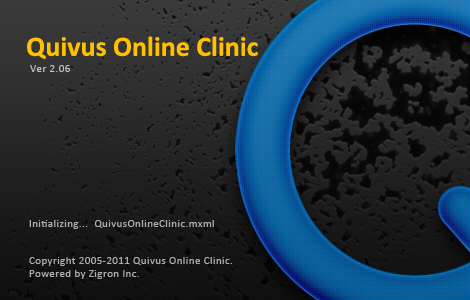 Quivus Online Clinic
Ver 2.06
Initializing... QuivusOnlineClinic.mxml
Copyright 2005-2011 Quivus Online Clinic.
Powered by Zigron Inc.